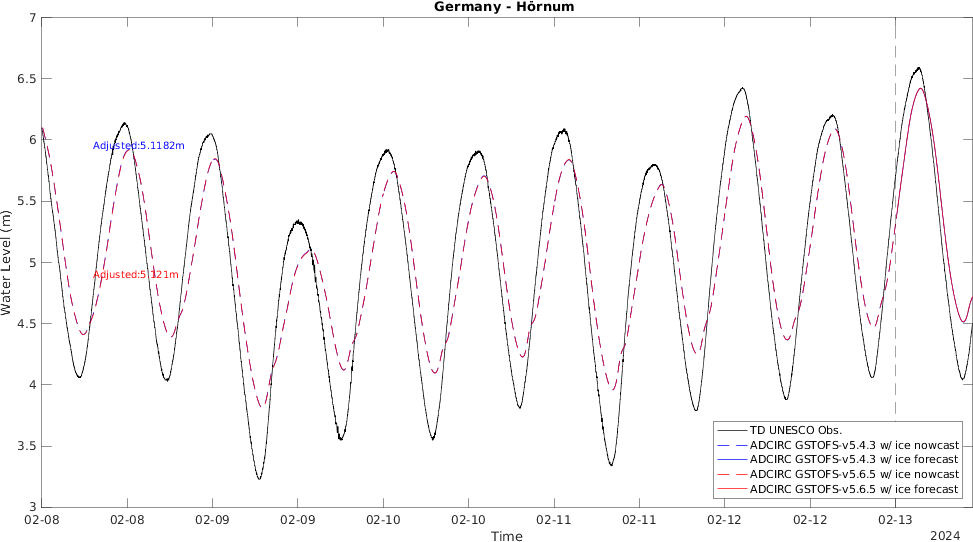 Germany - Hörnum
7
6.5
6
5.5
5
4.5
4
3.5
3
Water Level (m)
Adjusted:5.1182m
Adjusted:5.121m
TD UNESCO Obs.
ADCIRC GSTOFS-v5.4.3 w/ ice nowcast
ADCIRC GSTOFS-v5.4.3 w/ ice forecast
ADCIRC GSTOFS-v5.6.5 w/ ice nowcast
ADCIRC GSTOFS-v5.6.5 w/ ice forecast
02-08 02-08 02-09 02-09 02-10 02-10 02-11 02-11 02-12 02-12 02-13
Time
2024